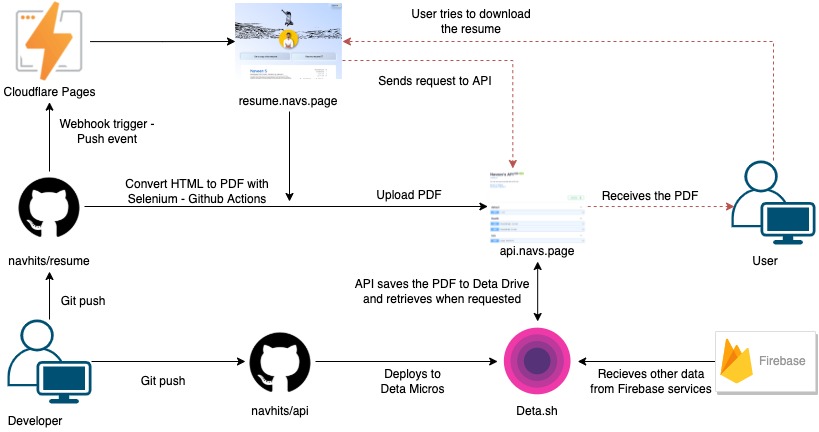 User tries to download
the resume
Cloudflare Pages
resume.navs.page
Sends request to API
Webhook trigger -
Push event
Convert HTML to PDF with
Selenium - Github Actions
Upload PDF
Receives the PDF
navhits/resume
api.navs.page
User
Git push
API saves the PDF to Deta Drive
and retrieves when requested
Firebase
Git push
Deploys to
Deta Micros
Recieves other data
from Firebase services
Developer
navhits/api
Deta.sh